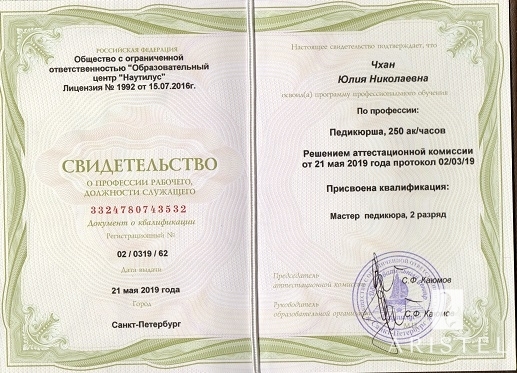 РОССИЙСКАЯ ФЕДЕРАЦИЯ
Общество с ограниченной
ответственностью "Образовательный
центр "Наутилус"
Лицензия № 1992 от 15.07.2016г.
СВИДЕТЕЛЬСТВО
О ПРОФЕССИИ РАБОЧЕГО,
ДОЛЖНОСТИ СЛУЖАЩЕГО
3324780743532
Документ о квалификации
Регистрационный №
02 / 0319 / 62
Дата выдачи
21 мая 2019 года
Город
Санкт-Петербург
Настоящее свидетельство подтверждает, что
Чхан
Юлия Николаевна
освоил(а) программу профессионального обучения
По профессии:
Педикюрша, 250 ак/часов
Решением аттестационной комиссии
от 21 мая 2019 года протокол 02/03/19
Присвоена квалификация:
Мастер педикюра, 2 разряд
Председатель
аттестационной комиссии
С.Ф. Каюмов
Руководитель
образовательной организации
С.Ф. Каюмов
Санкт-Петербург
ARISTEL